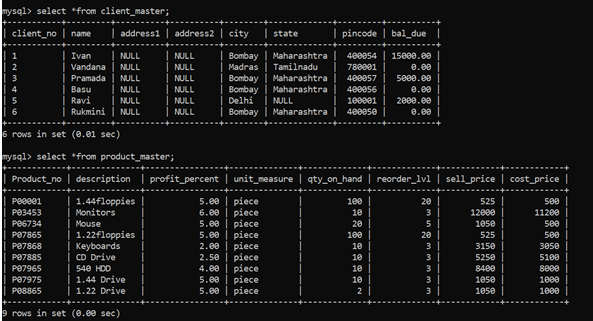 mysql> select *from client_master;
+-----------+---------+----------+----------+--------+-------------+---------+----------+
| client_no | name | address1 | address2 | city | state | pincode | bal_due |
+-----------+---------+----------+----------+--------+-------------+---------+----------+
| 1 | Ivan | NULL | NULL | Bombay | Maharashtra | 400054 | 15000.00 |
| 2 | Vandana | NULL | NULL | Madras | Tamilnadu | 780001 | 0.00 |
| 3 | Pramada | NULL | NULL | Bombay | Maharashtra | 400057 | 5000.00 |
| 4 | Basu | NULL | NULL | Bombay | Maharashtra | 400056 | 0.00 |
| 5 | Ravi | NULL | NULL | Delhi | NULL | 100001 | 2000.00 |
| 6 | Rukmini | NULL | NULL | Bombay | Maharashtra | 400050 | 0.00 |
+-----------+---------+----------+----------+--------+-------------+---------+----------+
6 rows in set (0.01 sec)
mysql> select *from product_master;
+------------+--------------+----------------+--------------+-------------+-------------+------------+------------+
| Product_no | description | profit_percent | unit_measure | qty_on_hand | reorder_lvl | sell_price | cost_price |
+------------+--------------+----------------+--------------+-------------+-------------+------------+------------+
| P00001 | 1.44floppies | 5.00 | piece | 100 | 20 | 525 | 500 |
| P03453 | Monitors | 6.00 | piece | 10 | 3 | 12000 | 11200 |
| P06734 | Mouse | 5.00 | piece | 20 | 5 | 1050 | 500 |
| P07865 | 1.22floppies | 5.00 | piece | 100 | 20 | 525 | 500 |
| P07868 | Keyboards | 2.00 | piece | 10 | 3 | 3150 | 3050 |
| P07885 | CD Drive | 2.50 | piece | 10 | 3 | 5250 | 5100 |
| P07965 | 540 HDD | 4.00 | piece | 10 | 3 | 8400 | 8000 |
| P07975 | 1.44 Drive | 5.00 | piece | 10 | 3 | 1050 | 1000 |
| P08865 | 1.22 Drive | 5.00 | piece | 2 | 3 | 1050 | 1000 |
+------------+--------------+----------------+--------------+-------------+-------------+------------+------------+
9 rows in set (0.00 sec)